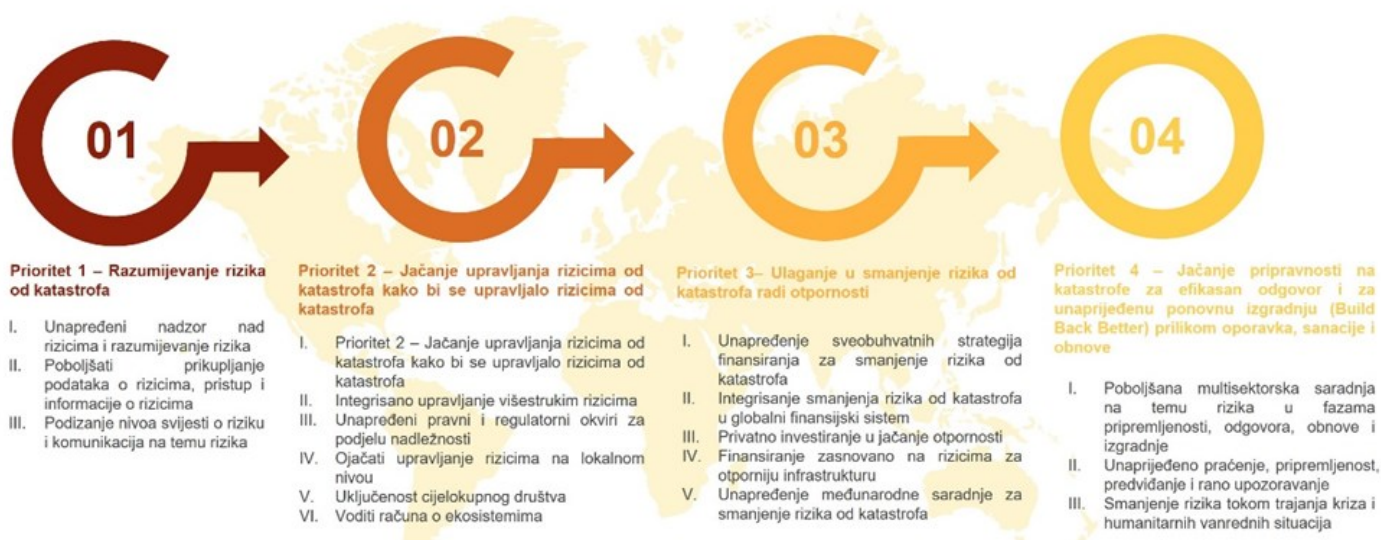 01
02
03
04
Prioritet 1 – Razumijevanje rizika
od katastrofa
I. Unapređeni nadzor nad
rizicima i razumijevanje rizika
II. Poboljšati prikupljanje
podataka o rizicima, pristup i
informacije o rizicima
III. Podizanje nivoa svijesti o riziku
i komunikacija na temu rizika
Prioritet 2 – Jačanje upravljanja rizicima od
katastrofa kako bi se upravljalo rizicima od
katastrofa
I. Prioritet 2 – Jačanje upravljanja rizicima od
katastrofa kako bi se upravljalo rizicima od
katastrofa
II. Integrisano upravljanje višestrukim rizicima
III. Unapređeni pravni i regulatorni okviri za
podjelu nadležnosti
IV. Ojačati upravljanje rizicima na lokalnom
nivou
V. Uključenost cijelokupnog društva
VI. Voditi računa o ekosistemima
Prioritet 3– Ulaganje u smanjenje rizika od
katastrofa radi otpornosti
I. Unapređenje sveobuhvatnih strategija
finansiranja za smanjenje rizika od
katastrofa
II. Integrisanje smanjenja rizika od katastrofa
u globalni finansijski sistem
III. Privatno investiranje u jačanje otpornosti
IV. Finansiranje zasnovano na rizicima za
otporniju infrastrukturu
V. Unapređenje međunarodne saradnje za
smanjenje rizika od katastrofa
Prioritet 4 – Jačanje pripravnosti na
katastrofe za efikasan odgovor i za
unaprijeđenu ponovnu izgradnju (Build
Back Better) prilikom oporavka, sanacije i
obnove
I. Poboljšana multisektorska saradnja
na temu rizika u fazama
pripremljenosti, odgovora, obnove i
izgradnje
II. Unaprijeđeno praćenje, pripremljenost,
predviđanje i rano upozoravanje
III. Smanjenje rizika tokom trajanja kriza i
humanitarnih vanrednih situacija